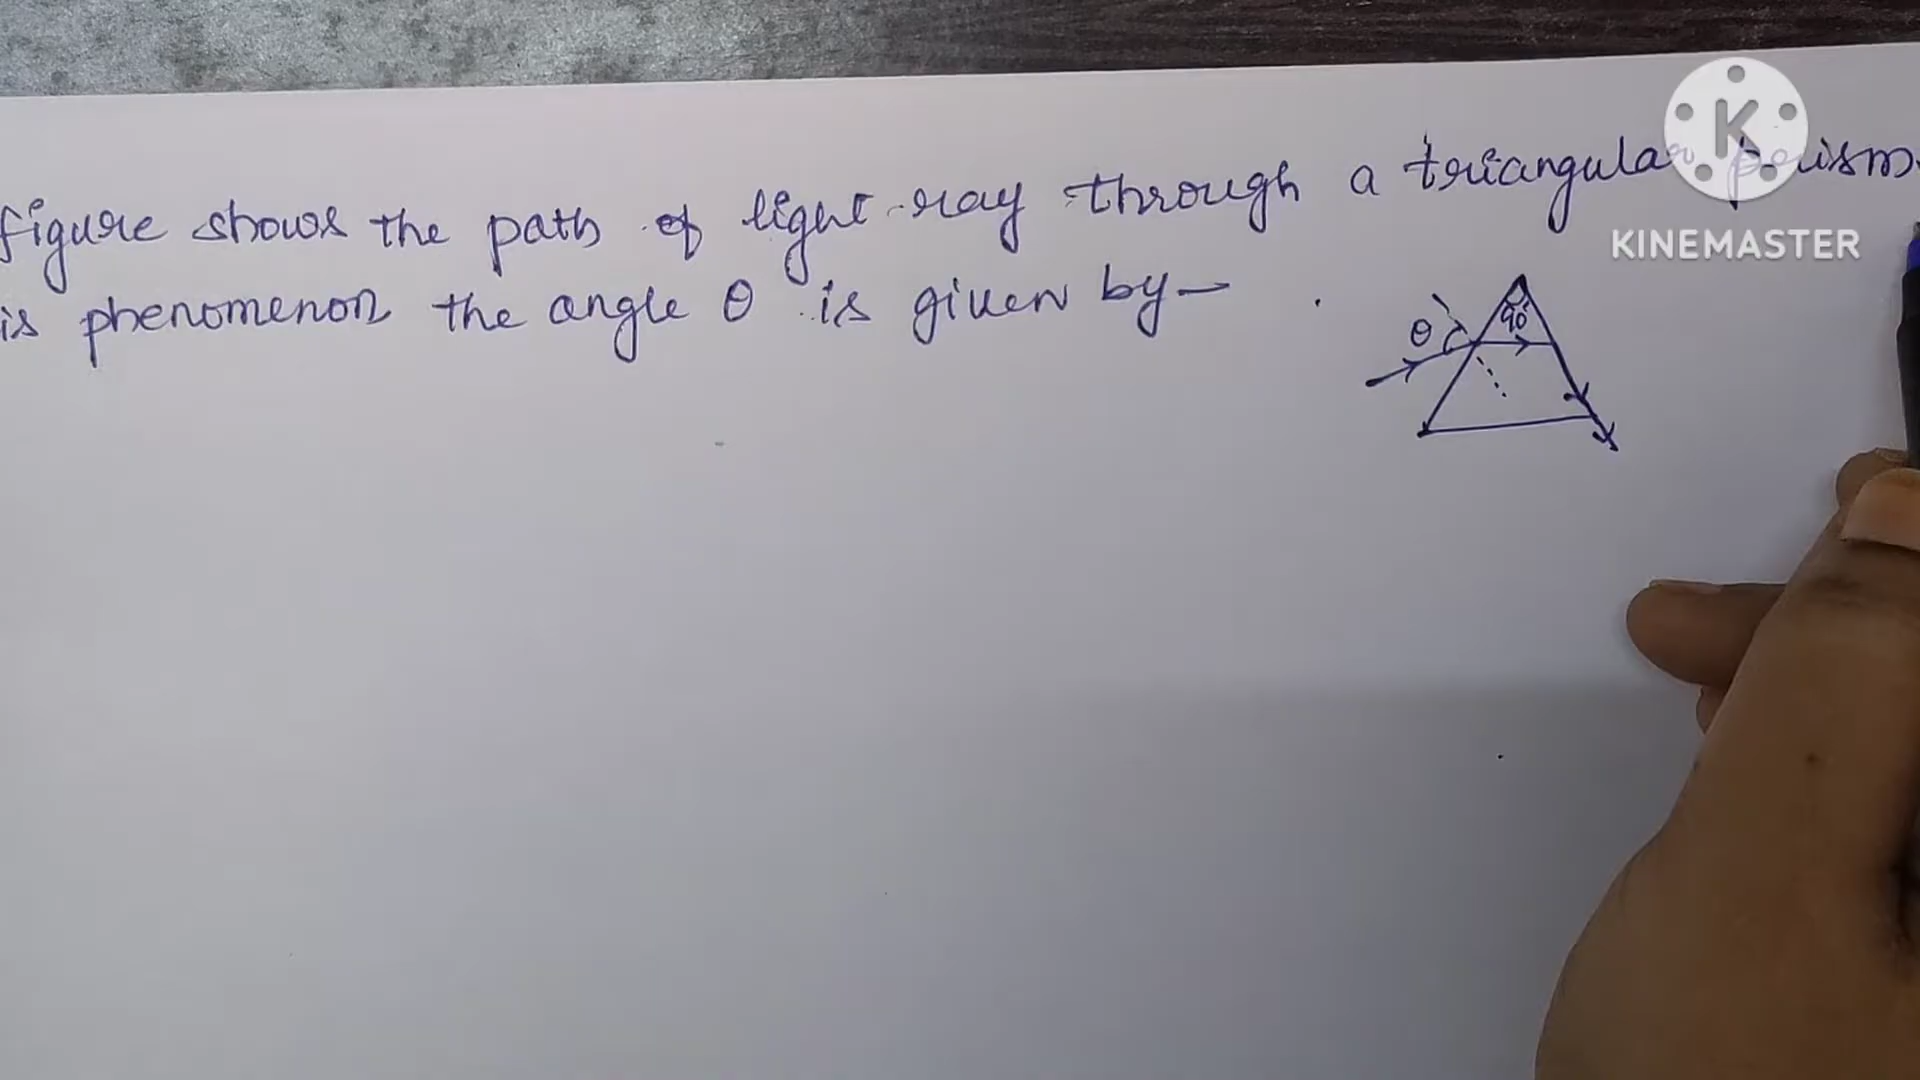 figure shows the path of light ray through a triangular prism.
is phenomenon the angle θ is given by—
θ
90°
K
KINEMASTER